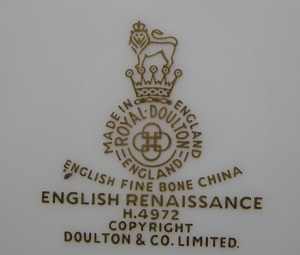 MADE IN ENGLAND
ROYAL·DOULTON
ENGLAND
ENGLISH FINE BONE CHINA
ENGLISH RENAISSANCE
H.4972
COPYRIGHT
DOULTON & CO. LIMITED.